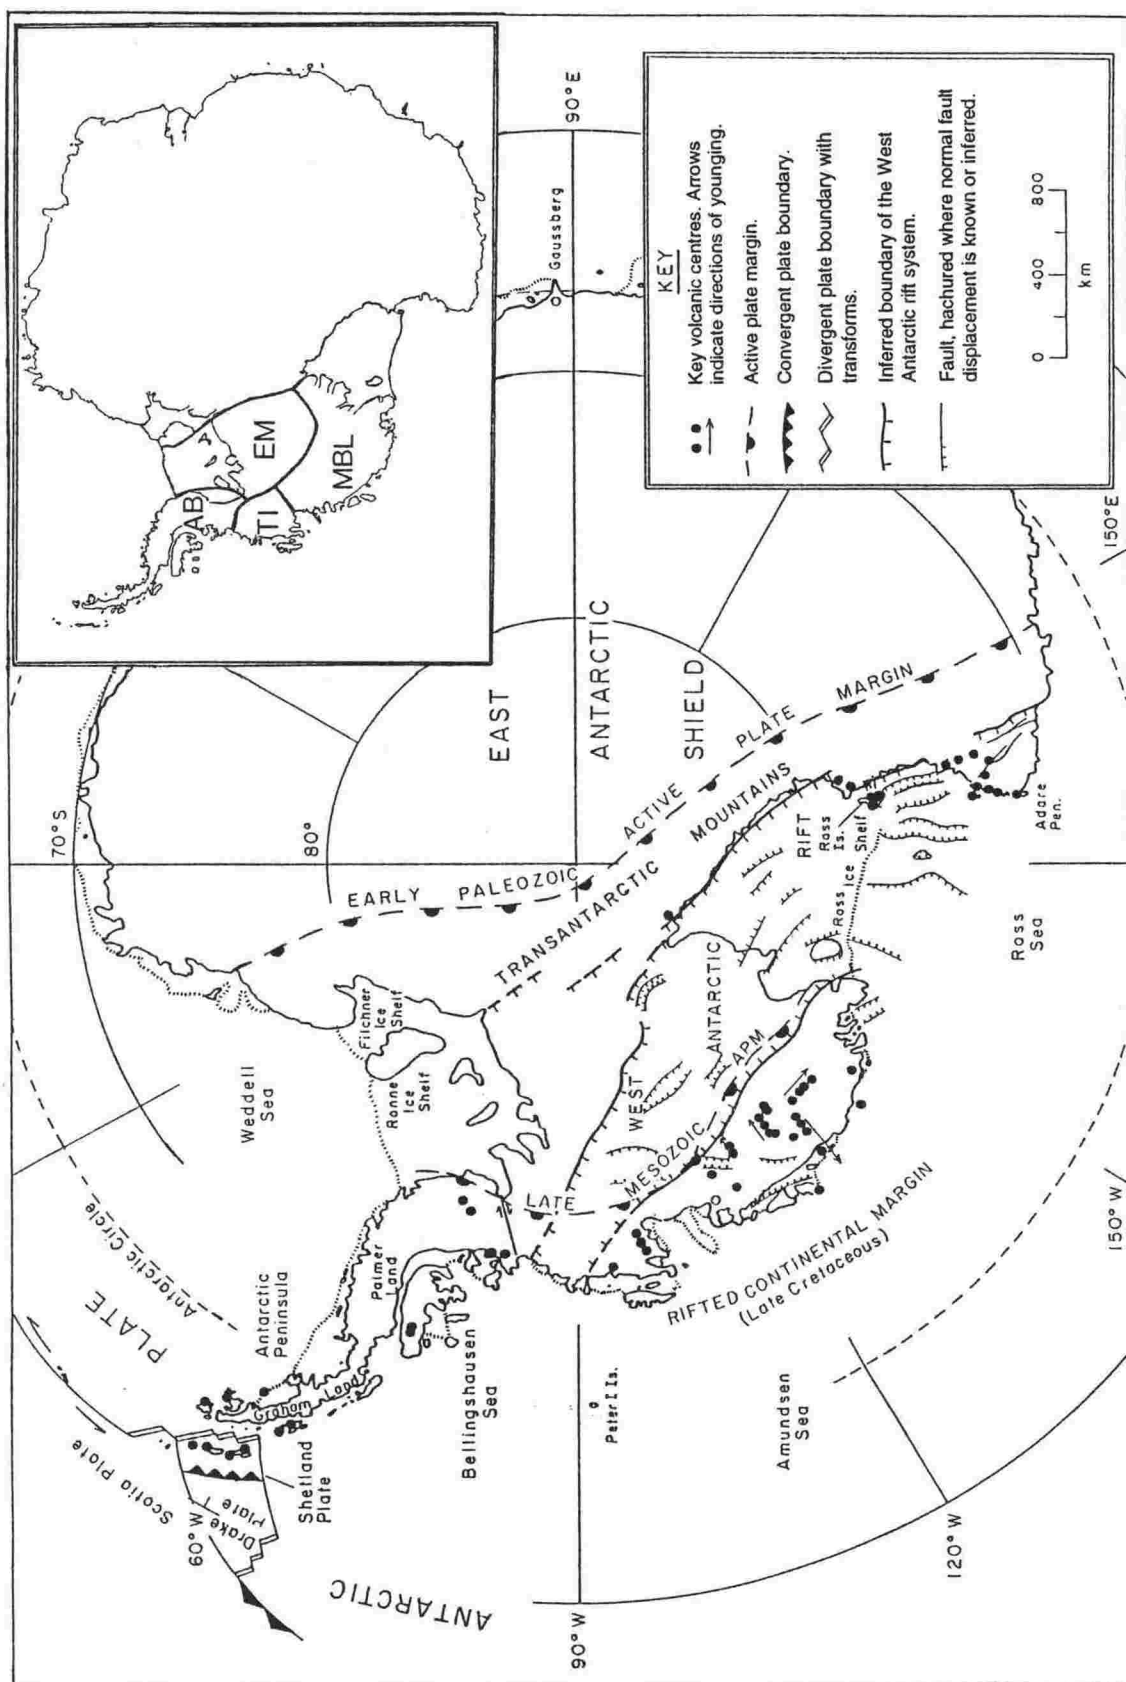 AB
EM
TI
MBL
KEY
Key volcanic centres. Arrows
indicate directions of younging.
Active plate margin.
Convergent plate boundary.
Divergent plate boundary with
transforms.
Inferred boundary of the West
Antarctic rift system.
Fault, hachured where normal fault
displacement is known or inferred.
0 400 800
km
90°E
Gaussberg
150°E
70°S
80°
EAST
ANTARCTIC
SHIELD
EARLY PALEOZOIC ACTIVE PLATE MARGIN
TRANSANTARCTIC MOUNTAINS
WEST ANTARCTIC RIFT
Ross
Is.
Ross Ice Shelf
Adare
Pen.
Ross
Sea
LATE MESOZOIC APM
Filchner
Ice
Shelf
Ronne
Ice
Shelf
Weddell
Sea
Antarctic Circle
Antarctic
Peninsula
Palmer
Land
Graham Land
Bellingshausen
Sea
Shetland
Plate
Scotia Plate
Drake
Plate
60°W
ANTARCTIC PLATE
90°W
Peter I Is.
Amundsen
Sea
RIFTED CONTINENTAL MARGIN
(Late Cretaceous)
120°W
150°W